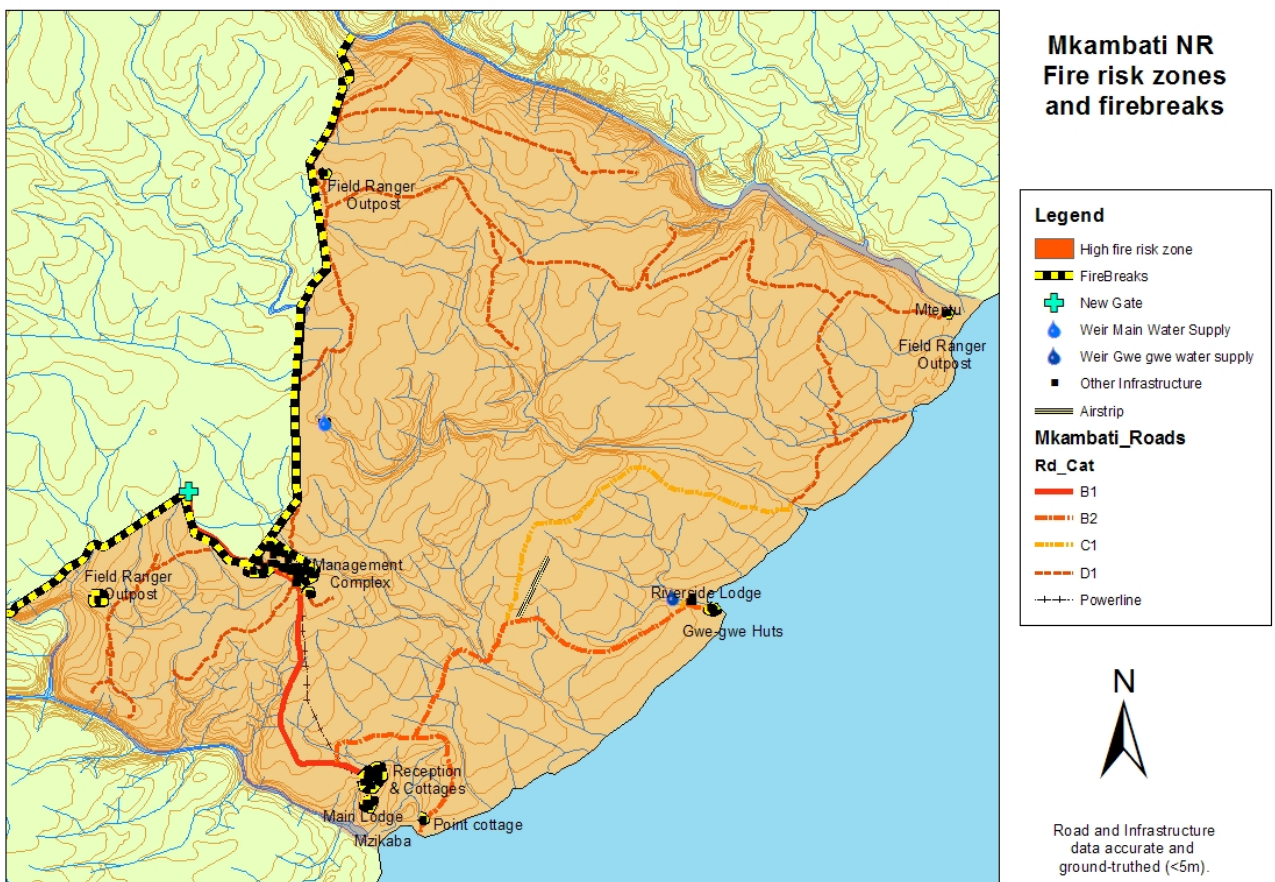 Mkambati NR
Fire risk zones
and firebreaks
Legend
High fire risk zone
FireBreaks
New Gate
Weir Main Water Supply
Weir Gwe gwe water supply
Other Infrastructure
Airstrip
Mkambati_Roads
Rd_Cat
B1
B2
C1
D1
Powerline
N
Road and Infrastructure
data accurate and
ground-truthed (<5m).
Field Ranger
Outpost
Mtentu
Field Ranger
Outpost
Management
Complex
Field Ranger
Outpost
Riverside Lodge
Gwe-gwe Huts
Reception
& Cottages
Main Lodge
Mzikaba
Point cottage